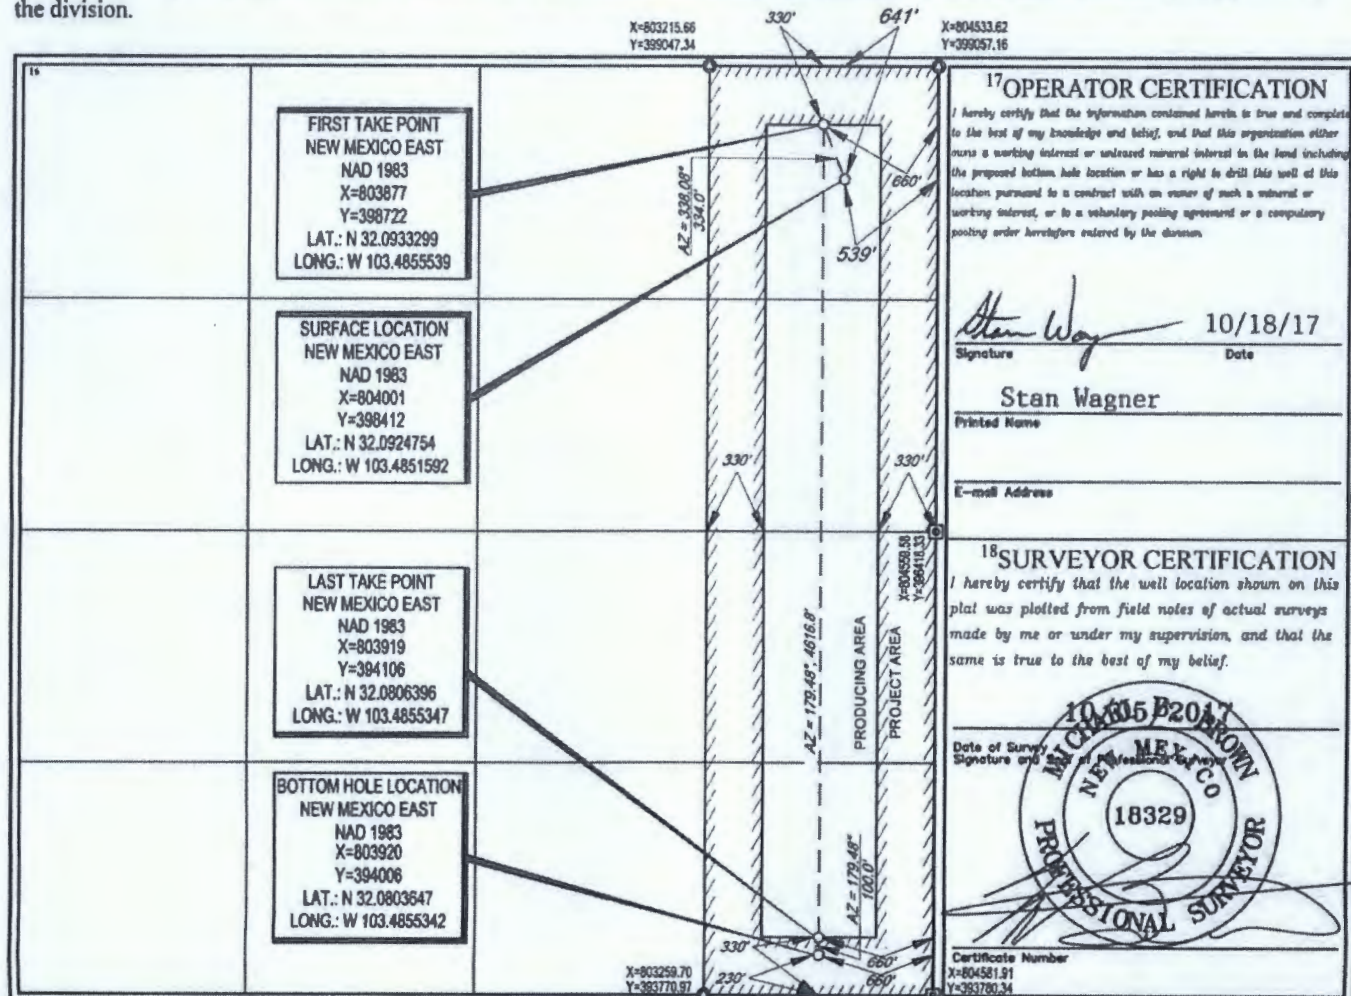 the division.
X=803215.66
Y=399047.34
330'
641'
X=804533.62
Y=399057.16
16
FIRST TAKE POINT
NEW MEXICO EAST
NAD 1983
X=803877
Y=398722
LAT.: N 32.0933299
LONG.: W 103.4855539
AZ = 338.08°
334.0'
660'
539'
SURFACE LOCATION
NEW MEXICO EAST
NAD 1983
X=804001
Y=398412
LAT.: N 32.0924754
LONG.: W 103.4851592
330'
330'
X=804559.58
Y=396418.33
LAST TAKE POINT
NEW MEXICO EAST
NAD 1983
X=803919
Y=394106
LAT.: N 32.0806396
LONG.: W 103.4855347
AZ = 179.48°, 4616.8'
PRODUCING AREA
PROJECT AREA
BOTTOM HOLE LOCATION
NEW MEXICO EAST
NAD 1983
X=803920
Y=394006
LAT.: N 32.0803647
LONG.: W 103.4855342
AZ = 179.48°
100.0'
330'
660'
230'
660'
X=803259.70
Y=393770.97
17 OPERATOR CERTIFICATION
I hereby certify that the information contained herein is true and complete
to the best of my knowledge and belief, and that this organization either
owns a working interest or unleased mineral interest in the land including
the proposed bottom hole location or has a right to drill this well at this
location pursuant to a contract with an owner of such a mineral or
working interest, or to a voluntary pooling agreement or a compulsory
pooling order heretofore entered by the division
10/18/17
Signature Date
Stan Wagner
Printed Name
E-mail Address
18 SURVEYOR CERTIFICATION
I hereby certify that the well location shown on this
plat was plotted from field notes of actual surveys
made by me or under my supervision, and that the
same is true to the best of my belief.
10/05/2017
Date of Survey
Signature and Seal of Professional Surveyor
MICHAEL B. BROWN
NEW MEXICO
18329
PROFESSIONAL SURVEYOR
Certificate Number
X=804581.91
Y=393780.34